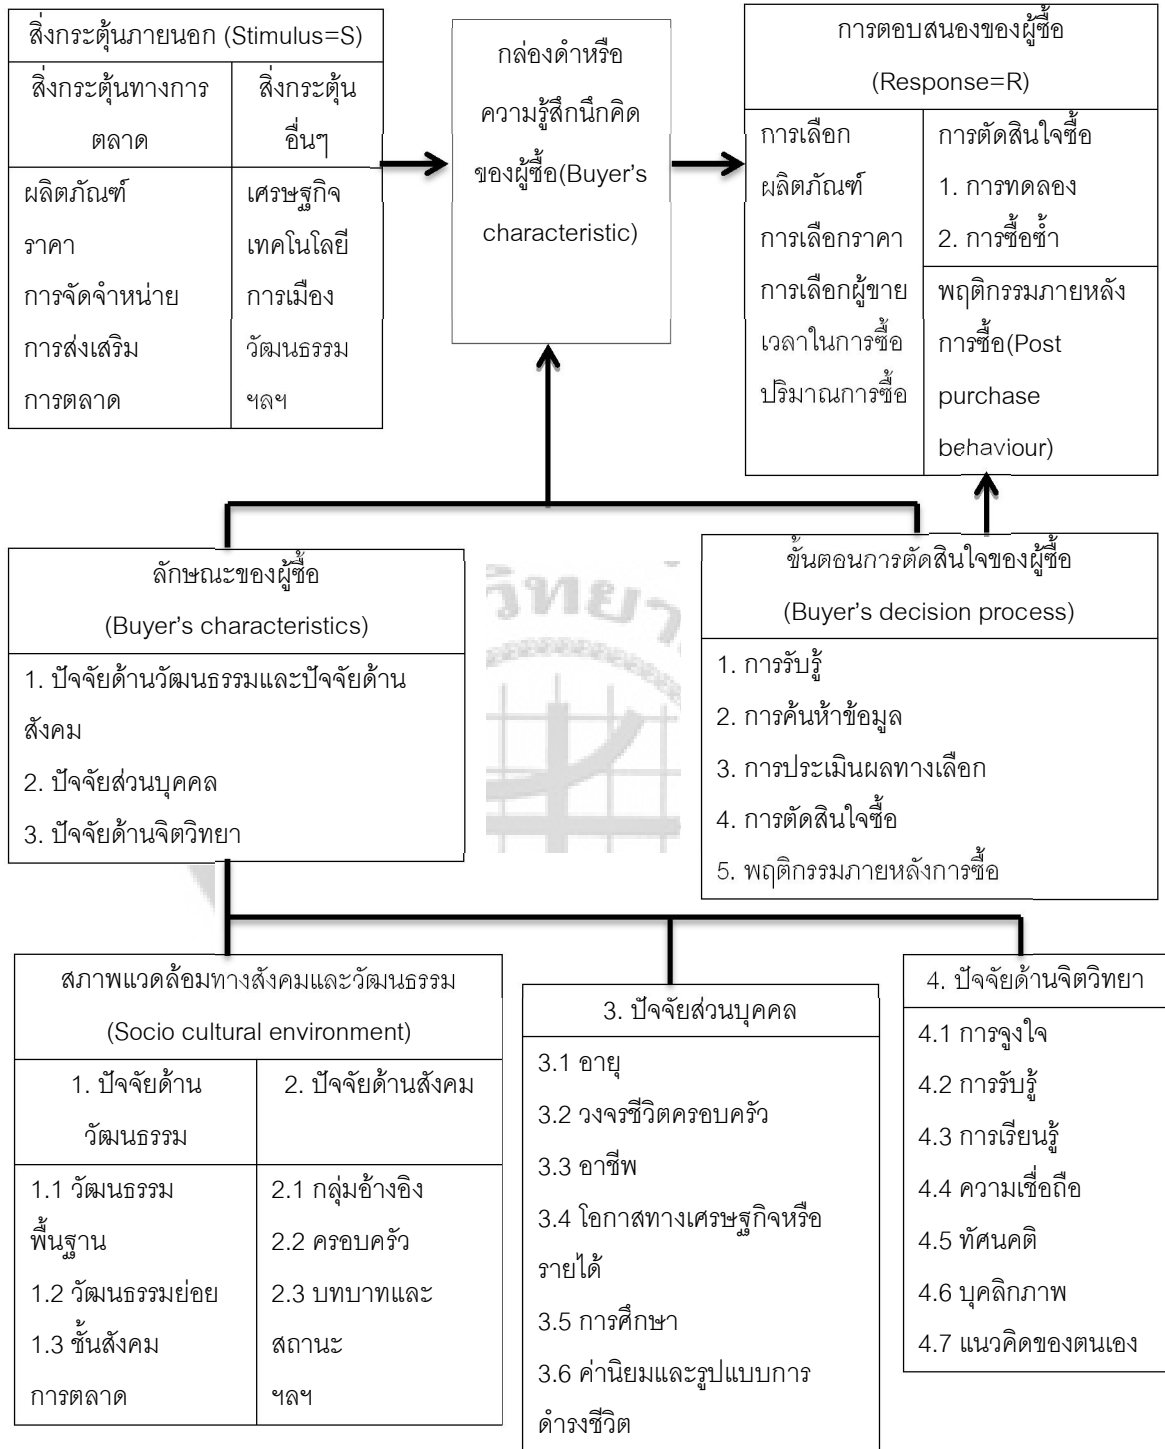 สิ่งกระตุ้นภายนอก (Stimulus=S)
สิ่งกระตุ้นทางการ
ตลาด
สิ่งกระตุ้น
อื่นๆ
ผลิตภัณฑ์
ราคา
การจัดจำหน่าย
การส่งเสริม
การตลาด
เศรษฐกิจ
เทคโนโลยี
การเมือง
วัฒนธรรม
ฯลฯ
กล่องดำหรือ
ความรู้สึกนึกคิด
ของผู้ซื้อ(Buyer's
characteristic)
การตอบสนองของผู้ซื้อ
(Response=R)
การเลือก
ผลิตภัณฑ์
การเลือกราคา
การเลือกผู้ขาย
เวลาในการซื้อ
ปริมาณการซื้อ
การตัดสินใจซื้อ
1. การทดลอง
2. การซื้อซ้ำ
พฤติกรรมภายหลัง
การซื้อ(Post
purchase
behaviour)
ลักษณะของผู้ซื้อ
(Buyer's characteristics)
1. ปัจจัยด้านวัฒนธรรมและปัจจัยด้าน
สังคม
2. ปัจจัยส่วนบุคคล
3. ปัจจัยด้านจิตวิทยา
วิทยา
ขั้นตอนการตัดสินใจของผู้ซื้อ
(Buyer's decision process)
1. การรับรู้
2. การค้นห้าข้อมูล
3. การประเมินผลทางเลือก
4. การตัดสินใจซื้อ
5. พฤติกรรมภายหลังการซื้อ
สภาพแวดล้อมทางสังคมและวัฒนธรรม
(Socio cultural environment)
1. ปัจจัยด้าน
วัฒนธรรม
2. ปัจจัยด้านสังคม
1.1 วัฒนธรรม
พื้นฐาน
1.2 วัฒนธรรมย่อย
1.3 ชั้นสังคม
การตลาด
2.1 กลุ่มอ้างอิง
2.2 ครอบครัว
2.3 บทบาทและ
สถานะ
ฯลฯ
3. ปัจจัยส่วนบุคคล
3.1 อายุ
3.2 วงจรชีวิตครอบครัว
3.3 อาชีพ
3.4 โอกาสทางเศรษฐกิจหรือ
รายได้
3.5 การศึกษา
3.6 ค่านิยมและรูปแบบการ
ดำรงชีวิต
4. ปัจจัยด้านจิตวิทยา
4.1 การจูงใจ
4.2 การรับรู้
4.3 การเรียนรู้
4.4 ความเชื่อถือ
4.5 ทัศนคติ
4.6 บุคลิกภาพ
4.7 แนวคิดของตนเอง